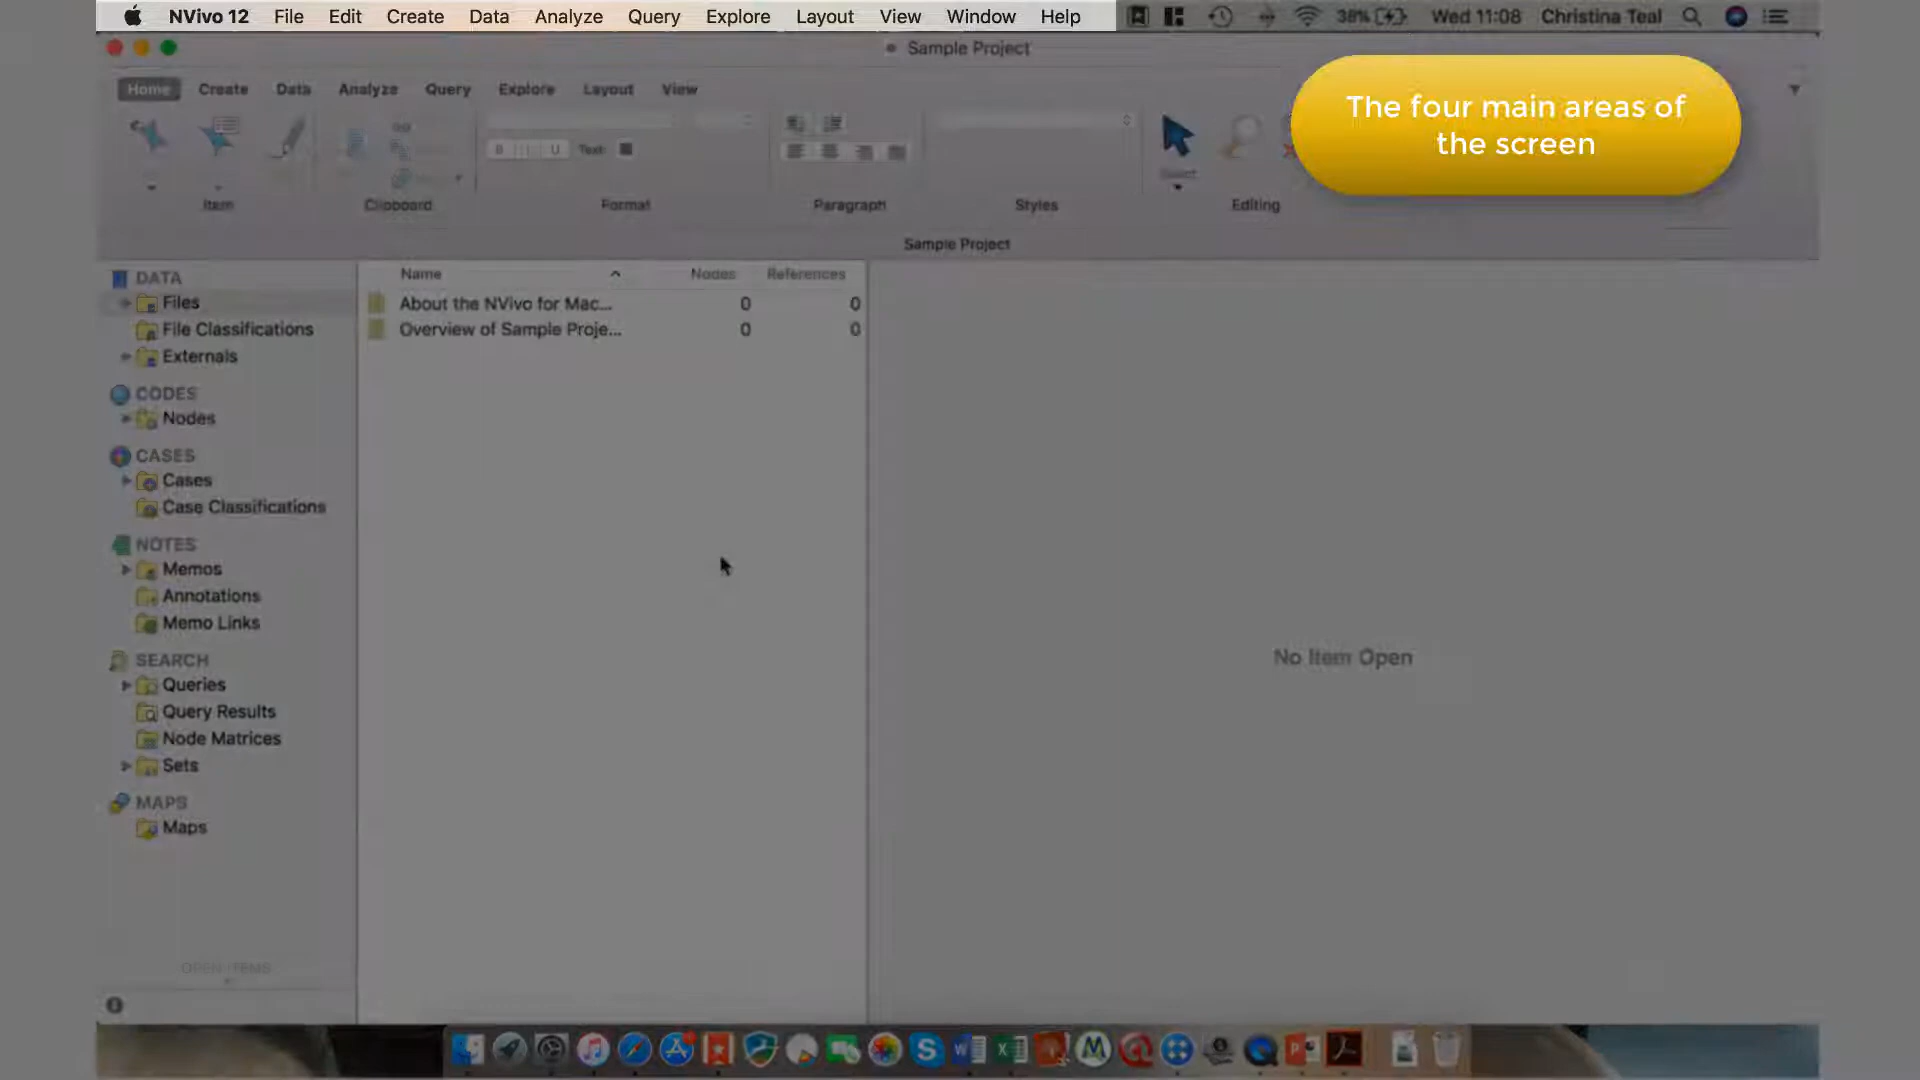 NVivo 12 File Edit Create Data Analyze Query Explore Layout View Window Help 38% Wed 11:08 Christina Teal
Sample Project
The four main areas of
the screen
Home Create Data Analyze Query Explore Layout View
B U Text
Item Clipboard Format Paragraph Styles Editing
Sample Project
DATA
Files
File Classifications
Externals
CODES
Nodes
CASES
Cases
Case Classifications
NOTES
Memos
Annotations
Memo Links
SEARCH
Queries
Query Results
Node Matrices
Sets
MAPS
Maps
OPEN ITEMS
Name Nodes References
About the NVivo for Mac... 0 0
Overview of Sample Proje... 0 0
No Item Open